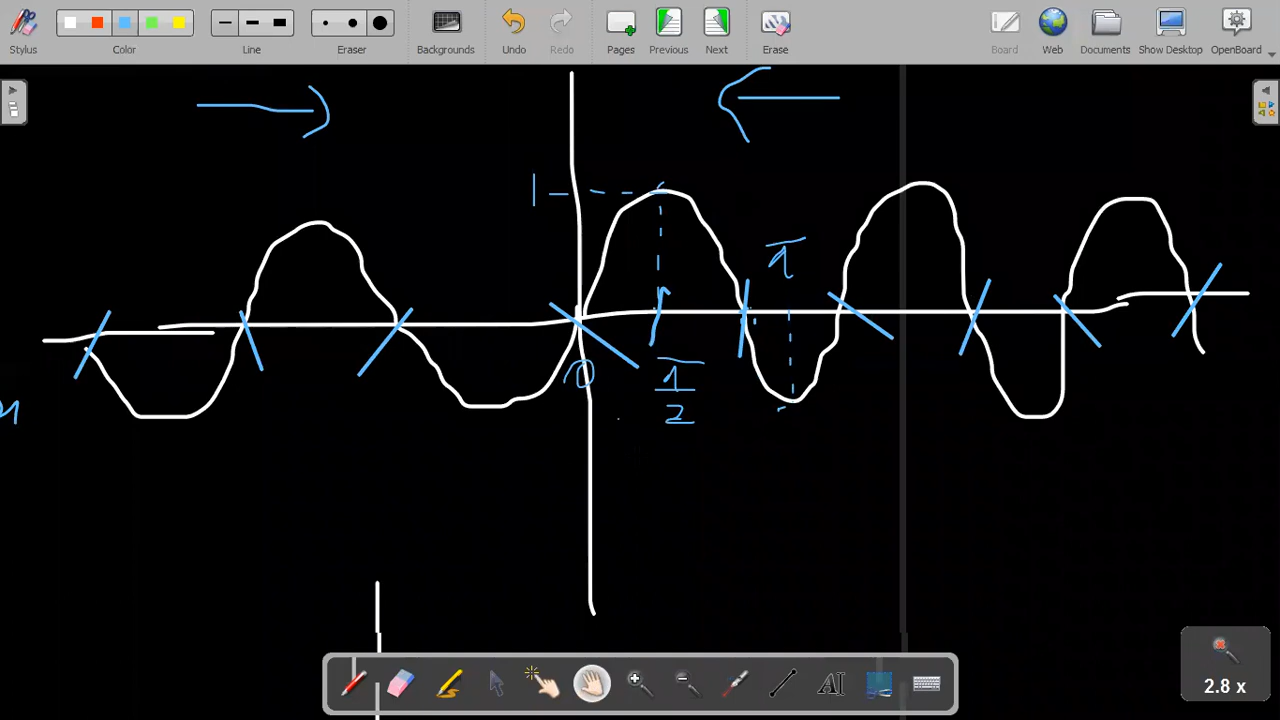 Stylus Color Line Eraser Backgrounds Undo Redo Pages Previous Next Erase Board Web Documents Show Desktop OpenBoard
1
π
0
π
2
AI
2.8 x